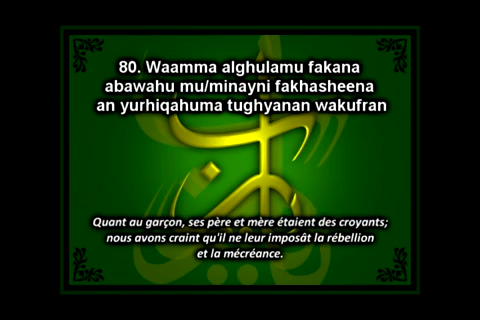 80. Waamma alghulamu fakana
abawahu mu/minayni fakhasheena
an yurhiqahuma tughyanan wakufran
Quant au garçon, ses père et mère étaient des croyants;
nous avons craint qu'il ne leur imposât la rébellion
et la mécréance.